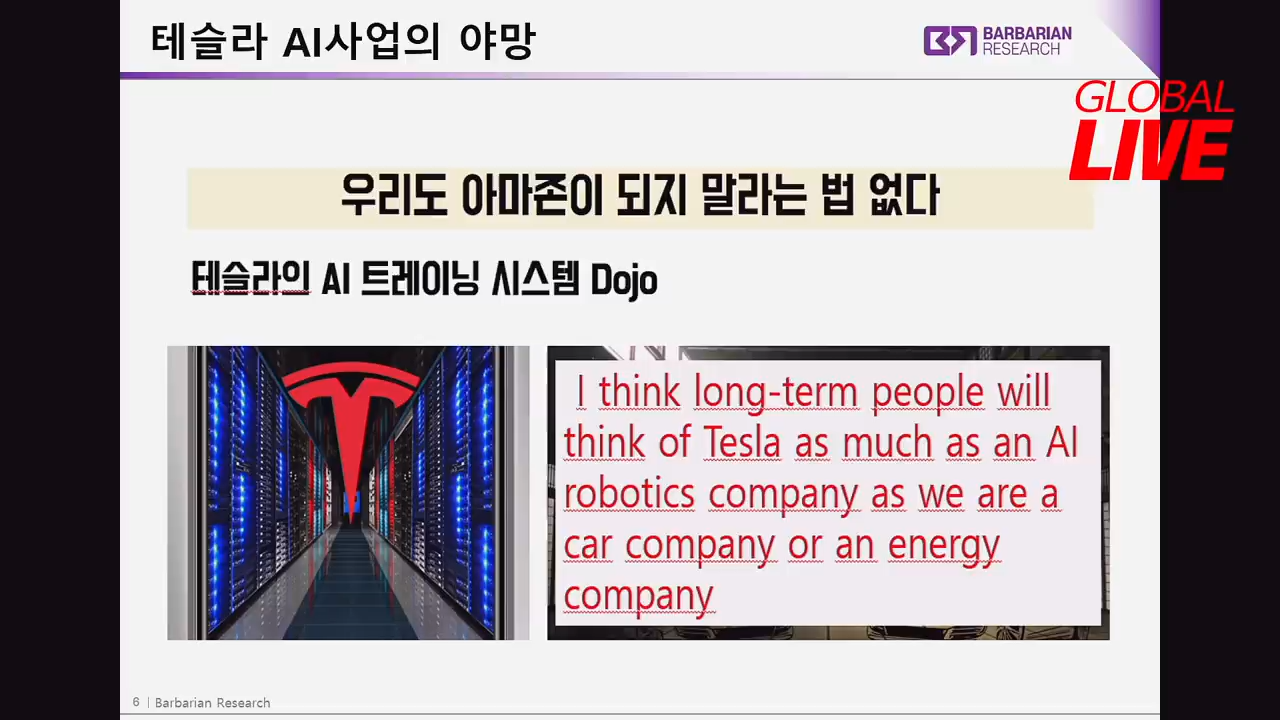 테슬라 AI사업의 야망
BARBARIAN
RESEARCH
GLOBAL
LIVE
우리도 아마존이 되지 말라는 법 없다
테슬라의 AI 트레이닝 시스템 Dojo
I think long-term people will
think of Tesla as much as an AI
robotics company as we are a
car company or an energy
company
6 | Barbarian Research